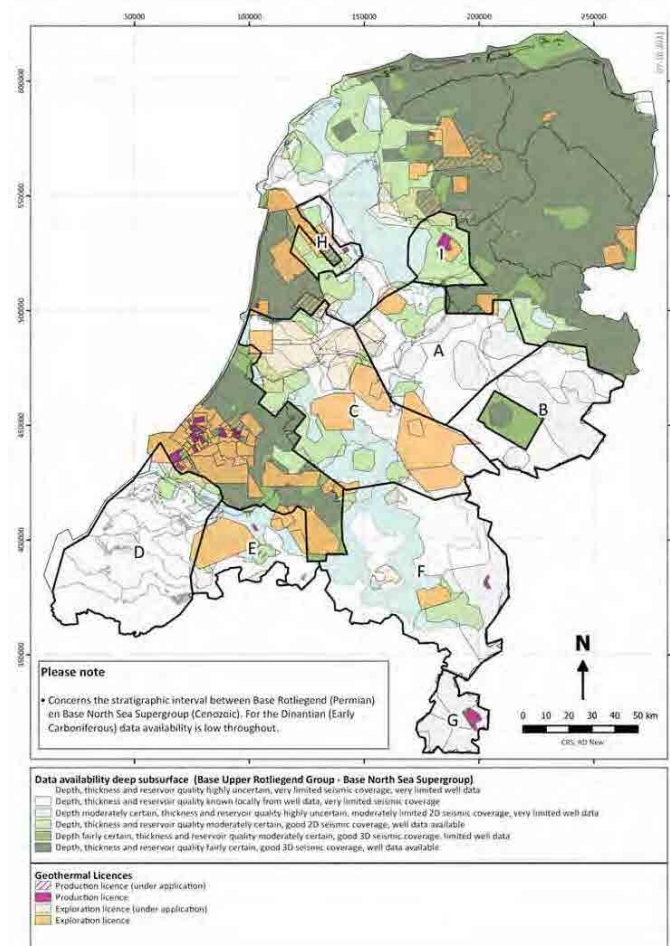 50000 100000 150000 200000 250000
600000
550000
500000
450000
400000
350000
H
I
A
B
C
D
E
F
G
N
0 10 20 30 40 50 km
CRS: RD New
Please note
• Concerns the stratigraphic interval between Base Rotliegend (Permian)
en Base North Sea Supergroup (Cenozoic). For the Dinantian (Early
Carboniferous) data availability is low throughout.
Data availability deep subsurface (Base Upper Rotliegend Group - Base North Sea Supergroup)
Depth, thickness and reservoir quality highly uncertain, very limited seismic coverage, very limited well data
Depth, thickness and reservoir quality known locally from well data, very limited seismic coverage
Depth moderately certain, thickness and reservoir quality highly uncertain, moderately limited 2D seismic coverage, very limited well data
Depth, thickness and reservoir quality moderately certain, good 2D seismic coverage, well data available
Depth fairly certain, thickness and reservoir quality moderately certain, good 3D seismic coverage, limited well data
Depth, thickness and reservoir quality fairly certain, good 3D seismic coverage, well data available
Geothermal Licences
Production licence (under application)
Production licence
Exploration licence (under application)
Exploration licence